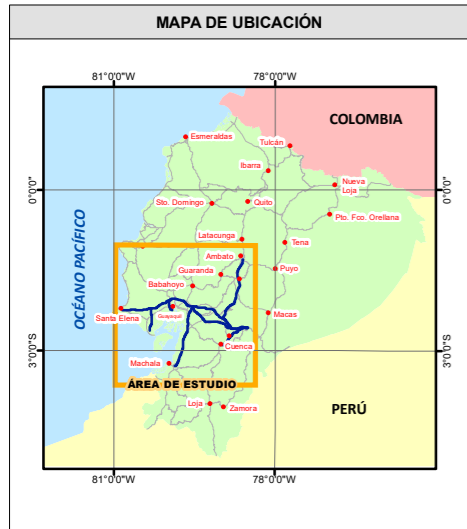 MAPA DE UBICACIÓN
81°0'0"W
78°0'0"W
COLOMBIA
Esmeraldas
Tulcán
Ibarra
Nueva
Loja
0°0'0"
0°0'0"
Sto. Domingo
Quito
Pto. Fco. Orellana
OCÉANO PACÍFICO
Latacunga
Tena
Ambato
Guaranda
Puyo
Babahoyo
Santa Elena
Guayaquil
Macas
3°0'0"S
3°0'0"S
Cuenca
Machala
ÁREA DE ESTUDIO
Loja
Zamora
PERÚ
81°0'0"W
78°0'0"W